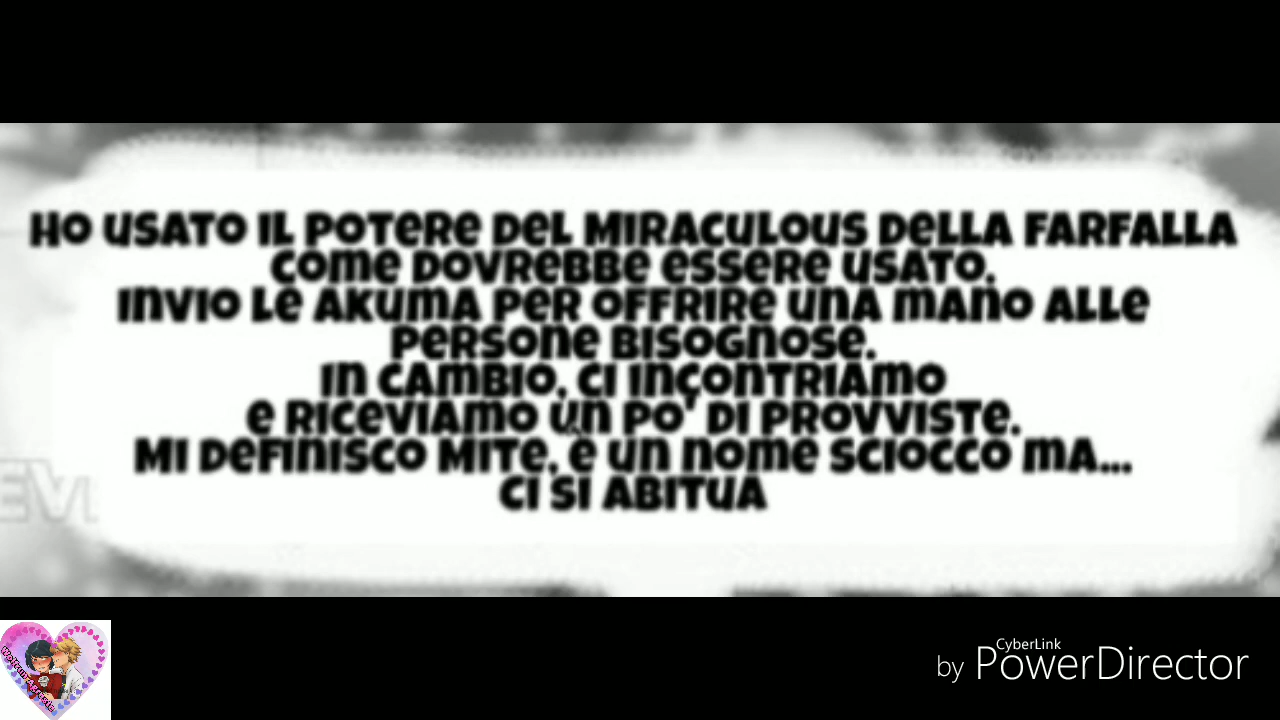 HO USATO IL POTERE DEL MIRACULOUS DELLA FARFALLA
COME DOVREBBE ESSERE USATO.
INVIO LE AKUMA PER OFFRIRE UNA MANO ALLE
PERSONE BISOGNOSE.
IN CAMBIO, CI INCONTRIAMO
E RICEVIAMO UN PO' DI PROVVISTE.
MI DEFINISCO MITE, È UN NOME SCIOCCO MA...
CI SI ABITUA
CyberLink
by PowerDirector